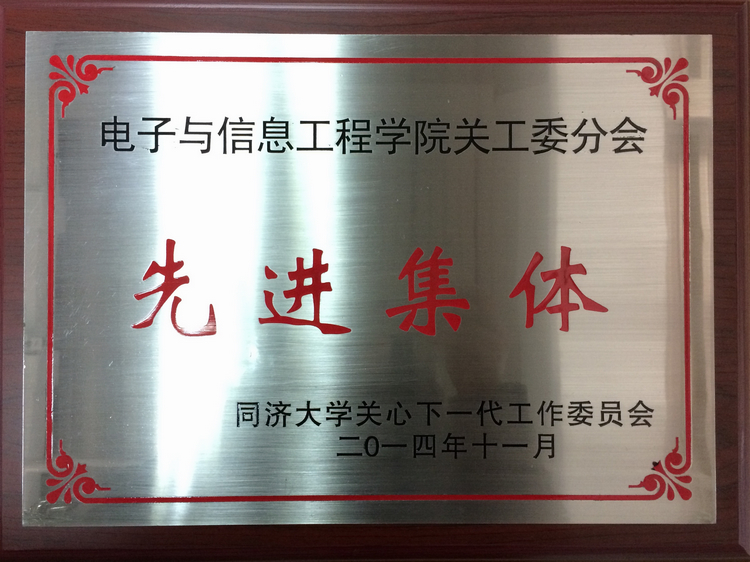 电子与信息工程学院关工委分会
先进集体
同济大学关心下一代工作委员会
二0一四年十一月